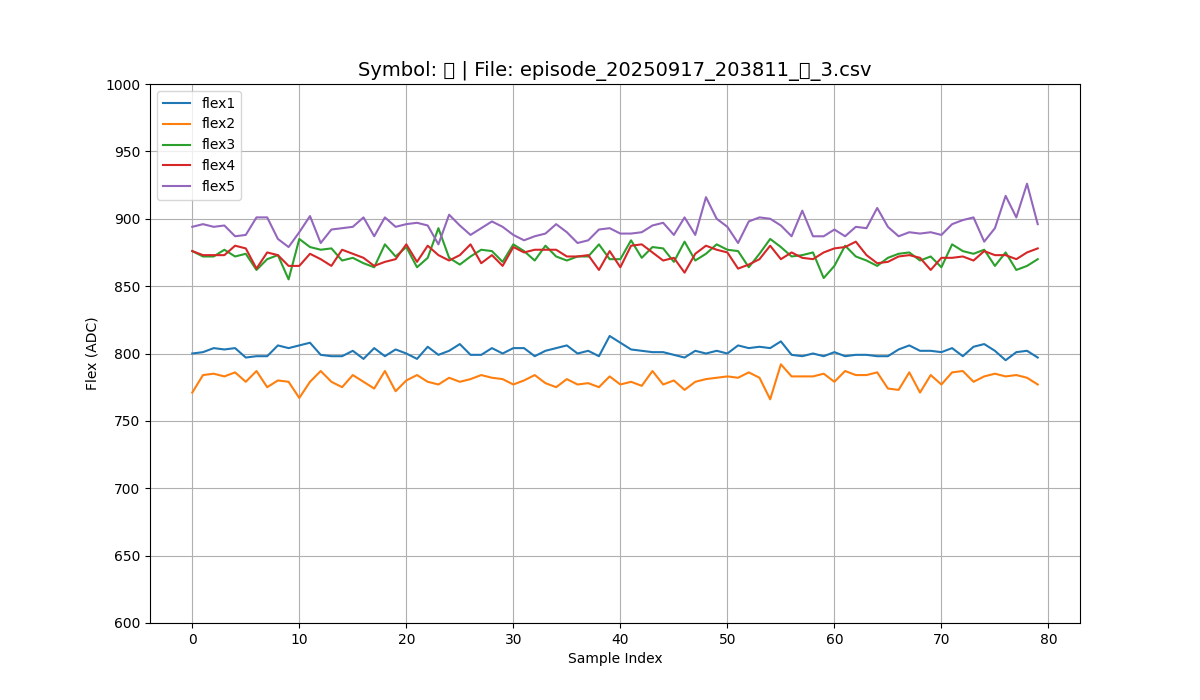 Symbol: | File: episode_20250917_203811_ _3.csv
1000
950
900
850
800
750
700
650
600
Flex (ADC)
flex1
flex2
flex3
flex4
flex5
0 10 20 30 40 50 60 70 80
Sample Index